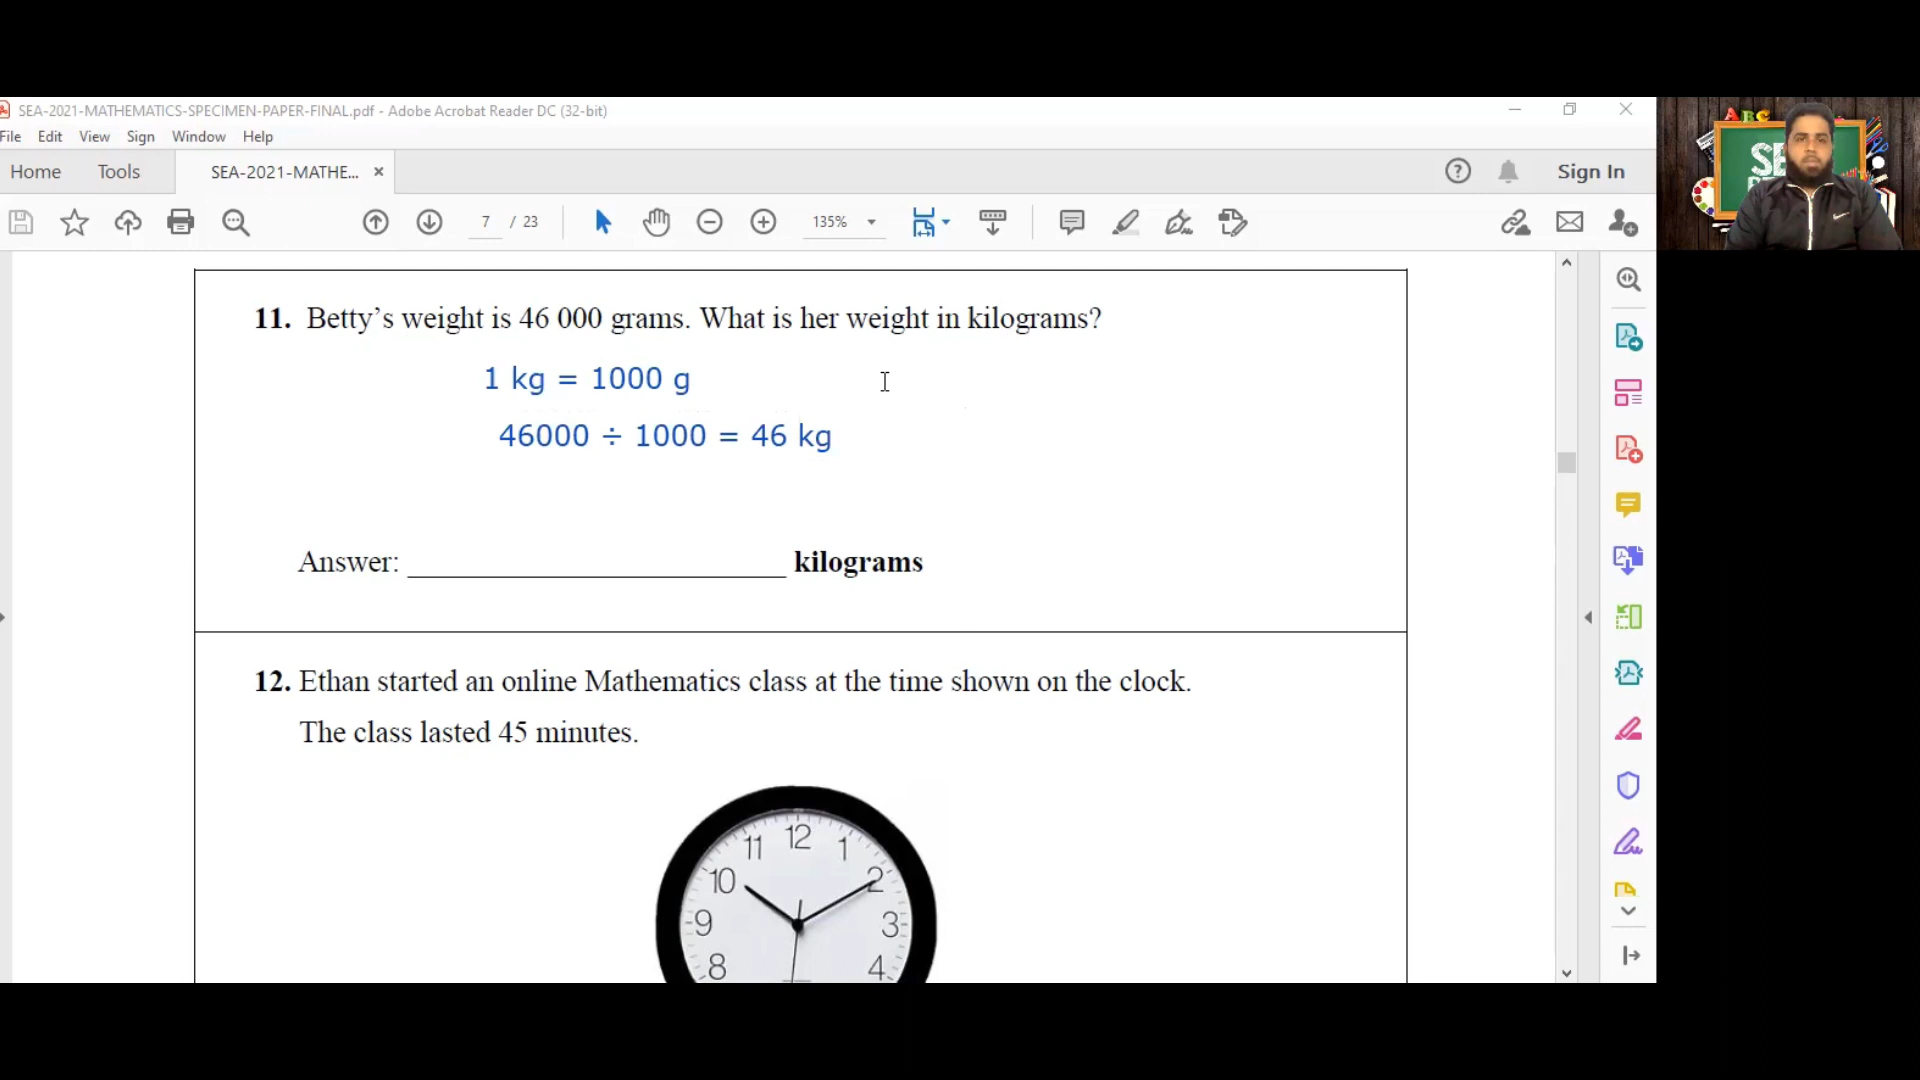 SEA-2021-MATHEMATICS-SPECIMEN-PAPER-FINAL.pdf - Adobe Acrobat Reader DC (32-bit)
File Edit View Sign Window Help
Home Tools SEA-2021-MATHE... × Sign In
7 / 23 135%
ABC
11. Betty's weight is 46 000 grams. What is her weight in kilograms?
1 kg = 1000 g
46000 ÷ 1000 = 46 kg
Answer: ___________________________ kilograms
12. Ethan started an online Mathematics class at the time shown on the clock.
The class lasted 45 minutes.
11 12 1
10 2
9 3
8 4